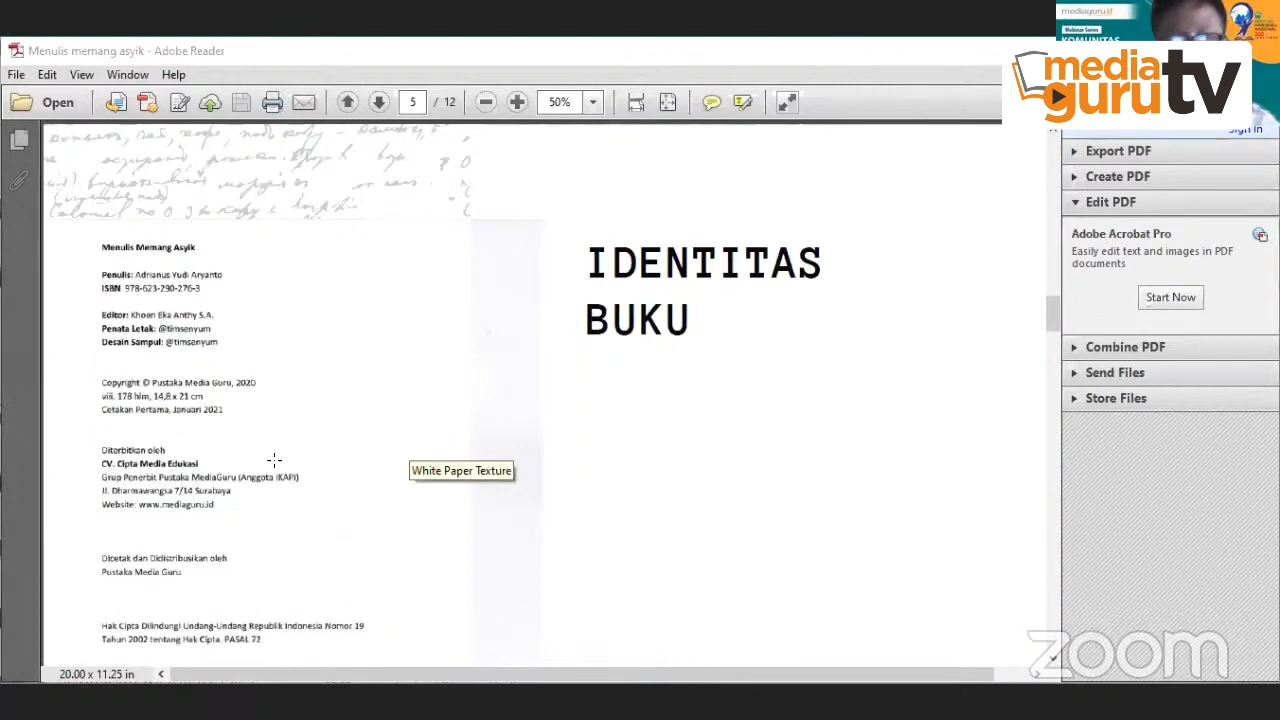 mediaguru.id
Webinar Series
KOMUNITAS
media
guru tv
Menulis memang asyik - Adobe Reader
File Edit View Window Help
Open 5 / 12 50%
Sign In
Export PDF
Create PDF
Edit PDF
Adobe Acrobat Pro
Easily edit text and images in PDF
documents
Start Now
Combine PDF
Send Files
Store Files
Menulis Memang Asyik
Penulis: Adrianus Yudi Aryanto
ISBN 978-623-290-276-3
Editor: Khoeri Eka Anthy S.A.
Penata Letak: @timsenyum
Desain Sampul: @timsenyum
Copyright © Pustaka Media Guru, 2020
viii. 178 hlm, 14,8 x 21 cm
Cetakan Pertama, Januari 2021
Diterbitkan oleh
CV. Cipta Media Edukasi
Grup Penerbit Pustaka MediaGuru (Anggota IKAPI)
Jl. Dharmawangsa 7/14 Surabaya
Website: www.mediaguru.id
Dicetak dan Didistribusikan oleh
Pustaka Media Guru
Hak Cipta Dilindungi Undang-Undang Republik Indonesia Nomor 19
Tahun 2002 tentang Hak Cipta. PASAL 72
IDENTITAS
BUKU
White Paper Texture
20.00 x 11.25 in
zoom